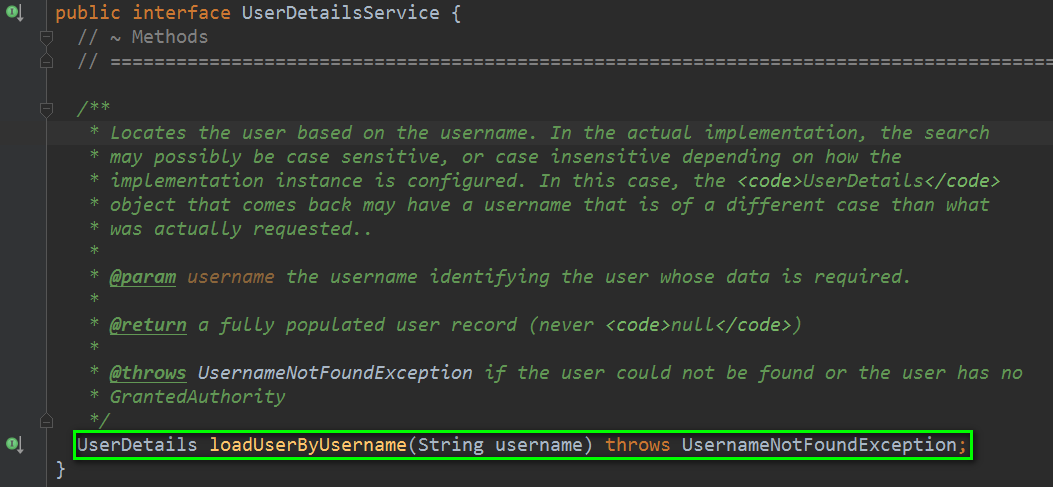 public interface UserDetailsService {
// ~ Methods
// ======================================================================================
/**
* Locates the user based on the username. In the actual implementation, the search
* may possibly be case sensitive, or case insensitive depending on how the
* implementation instance is configured. In this case, the <code>UserDetails</code>
* object that comes back may have a username that is of a different case than what
* was actually requested..
*
* @param username the username identifying the user whose data is required.
*
* @return a fully populated user record (never <code>null</code>)
*
* @throws UsernameNotFoundException if the user could not be found or the user has no
* GrantedAuthority
*/
UserDetails loadUserByUsername(String username) throws UsernameNotFoundException;
}